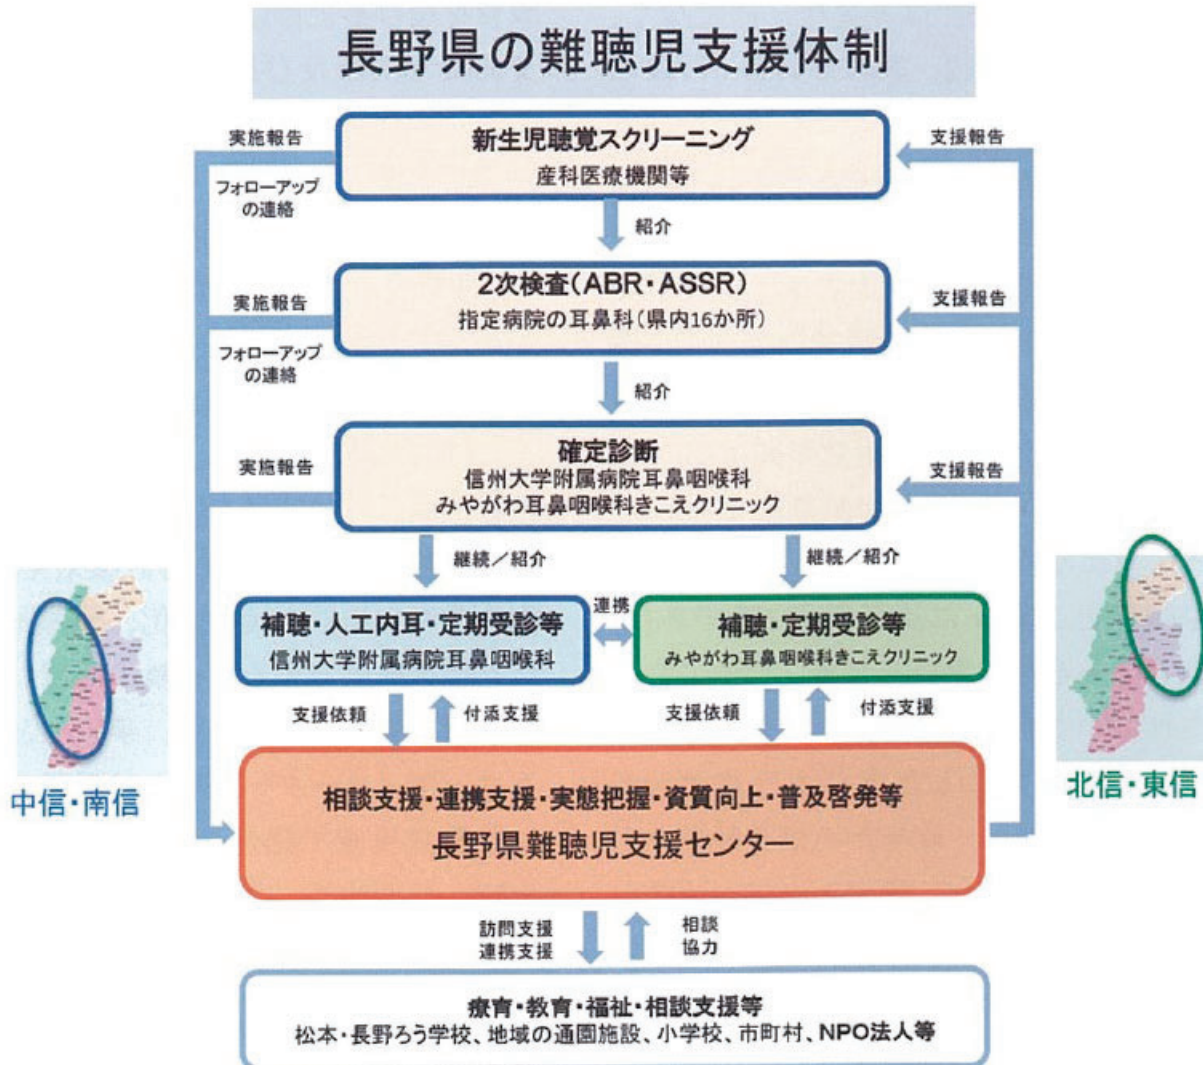 長野県の難聴児支援体制
新生児聴覚スクリーニング
産科医療機関等
実施報告
支援報告
フォローアップ
の連絡
紹介
2次検査(ABR・ASSR)
指定病院の耳鼻科(県内16か所)
実施報告
支援報告
フォローアップ
の連絡
紹介
確定診断
信州大学附属病院耳鼻咽喉科
みやがわ耳鼻咽喉科きこえクリニック
実施報告
支援報告
継続/紹介
継続/紹介
補聴・人工内耳・定期受診等
信州大学附属病院耳鼻咽喉科
連携
補聴・定期受診等
みやがわ耳鼻咽喉科きこえクリニック
支援依頼
付添支援
支援依頼
付添支援
中信・南信
北信・東信
相談支援・連携支援・実態把握・資質向上・普及啓発等
長野県難聴児支援センター
訪問支援
連携支援
相談
協力
療育・教育・福祉・相談支援等
松本・長野ろう学校、地域の通園施設、小学校、市町村、NPO法人等